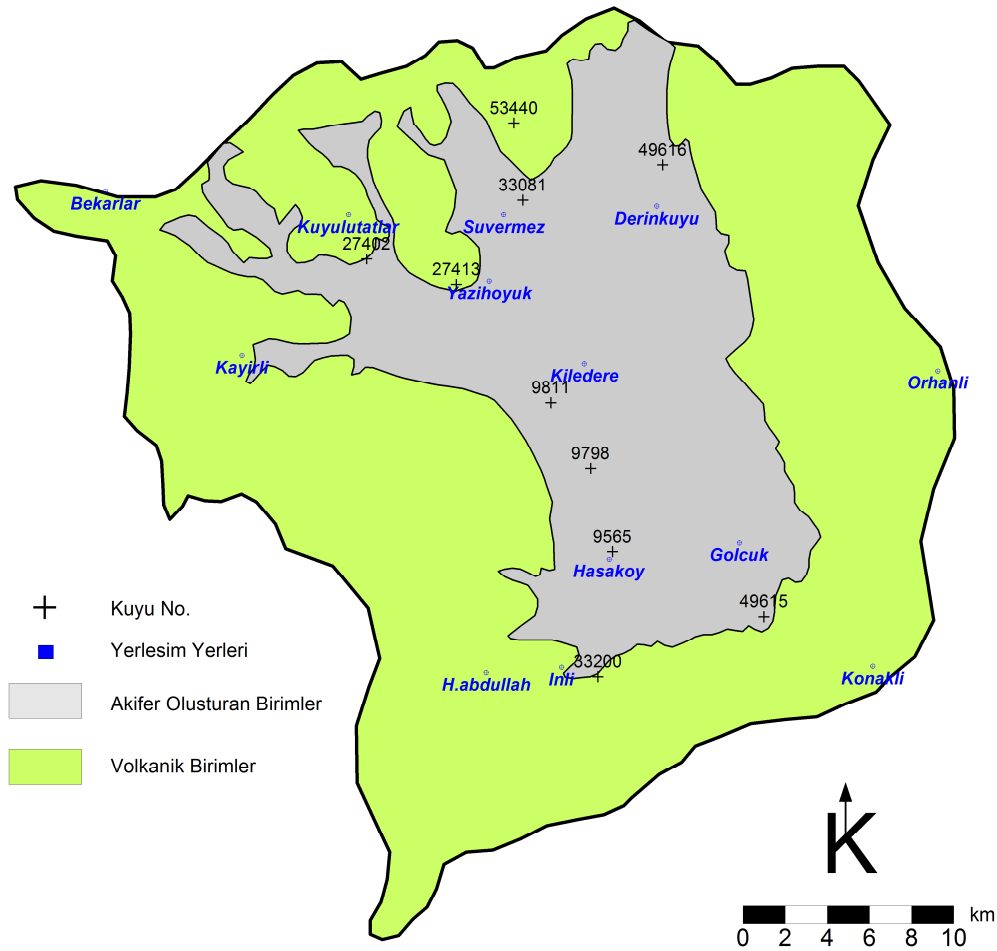 53440
49616
33081
Bekarlar
Kuyulutatlar
Suvermez
Derinkuyu
27402
27413
Yazihoyuk
Kayirli
Kiledere
Orhanli
9811
9798
9565
Golcuk
Hasakoy
49615
Kuyu No.
Yerlesim Yerleri
33200
H.abdullah
Inli
Konakli
Akifer Olusturan Birimler
Volkanik Birimler
K
km
0 2 4 6 8 10